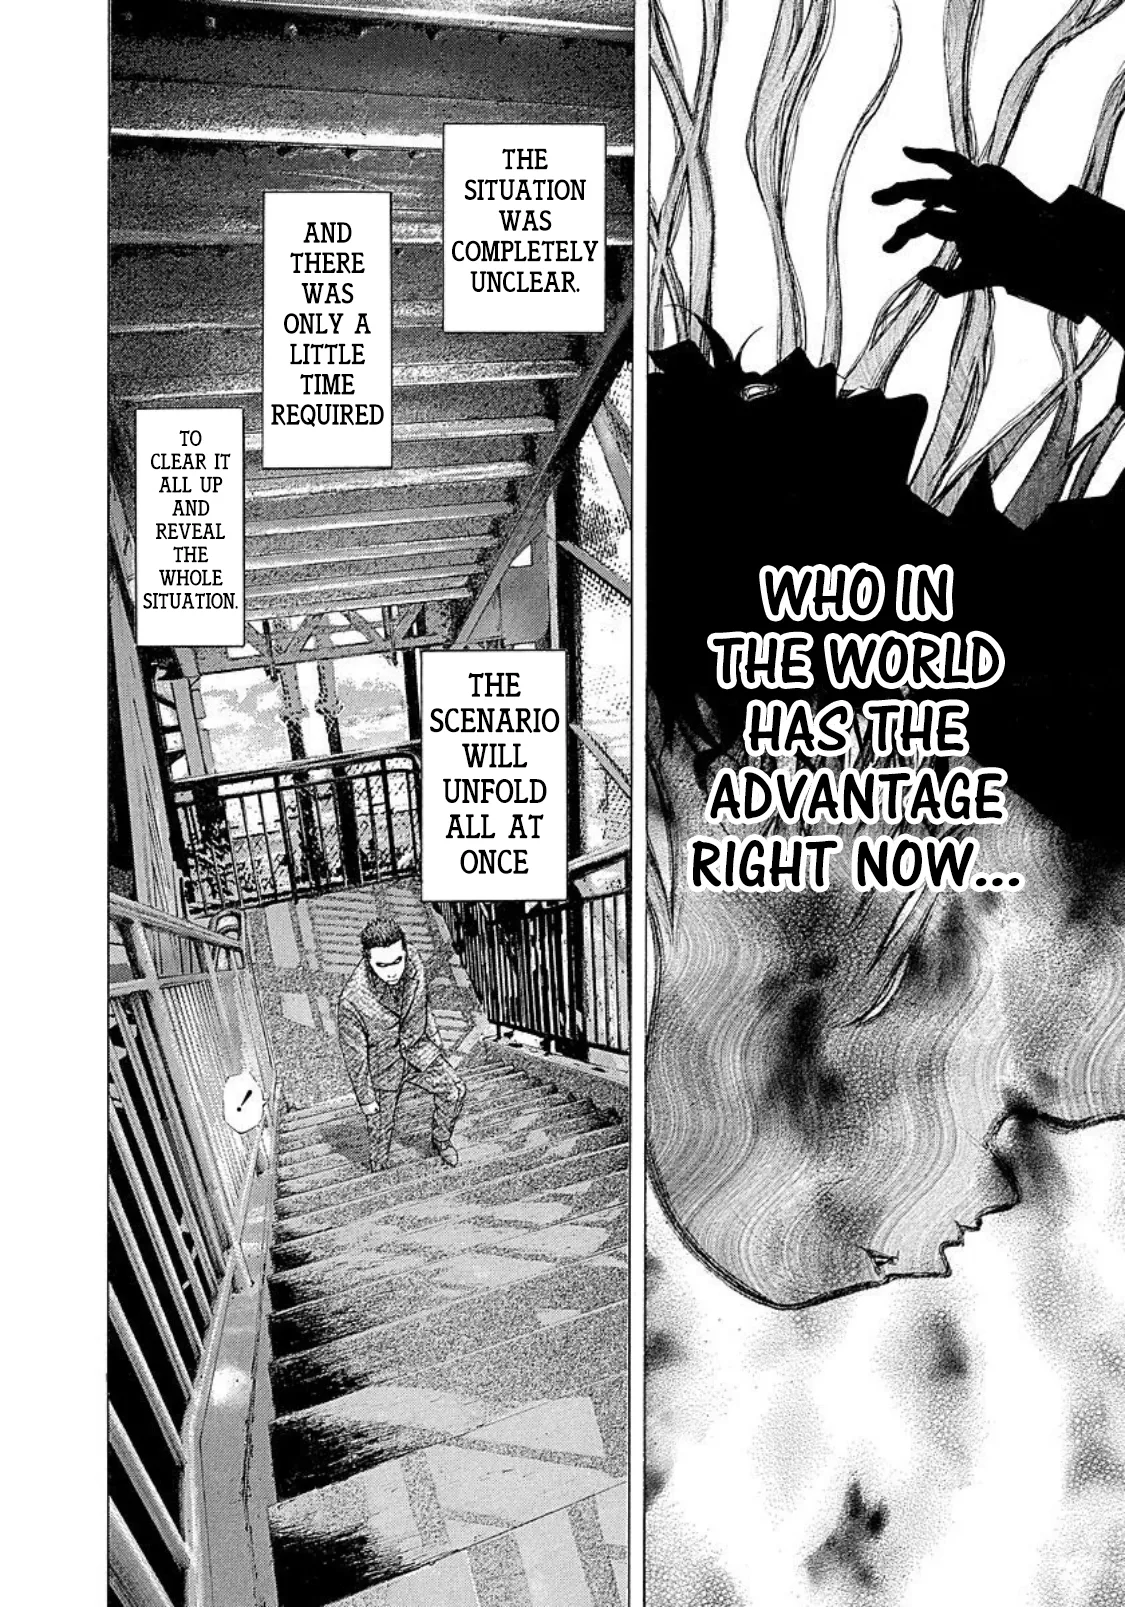 WHO IN
THE WORLD
HAS THE
ADVANTAGE
RIGHT NOW...
THE
SITUATION
WAS
COMPLETELY
UNCLEAR.
AND
THERE
WAS
ONLY A
LITTLE
TIME
REQUIRED
TO
CLEAR IT
ALL UP
AND
REVEAL
THE
WHOLE
SITUATION.
THE
SCENARIO
WILL
UNFOLD
ALL AT
ONCE
!